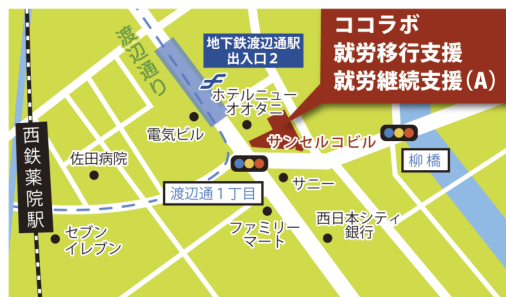 ココラボ
就労移行支援
就労継続支援(A)
渡辺通り
地下鉄渡辺通駅
出入口2
ホテルニュー
オオタニ
電気ビル
サンセルコビル
柳橋
西鉄薬院駅
佐田病院
サニー
渡辺通1丁目
ファミリー
マート
西日本シティ
銀行
セブン
イレブン